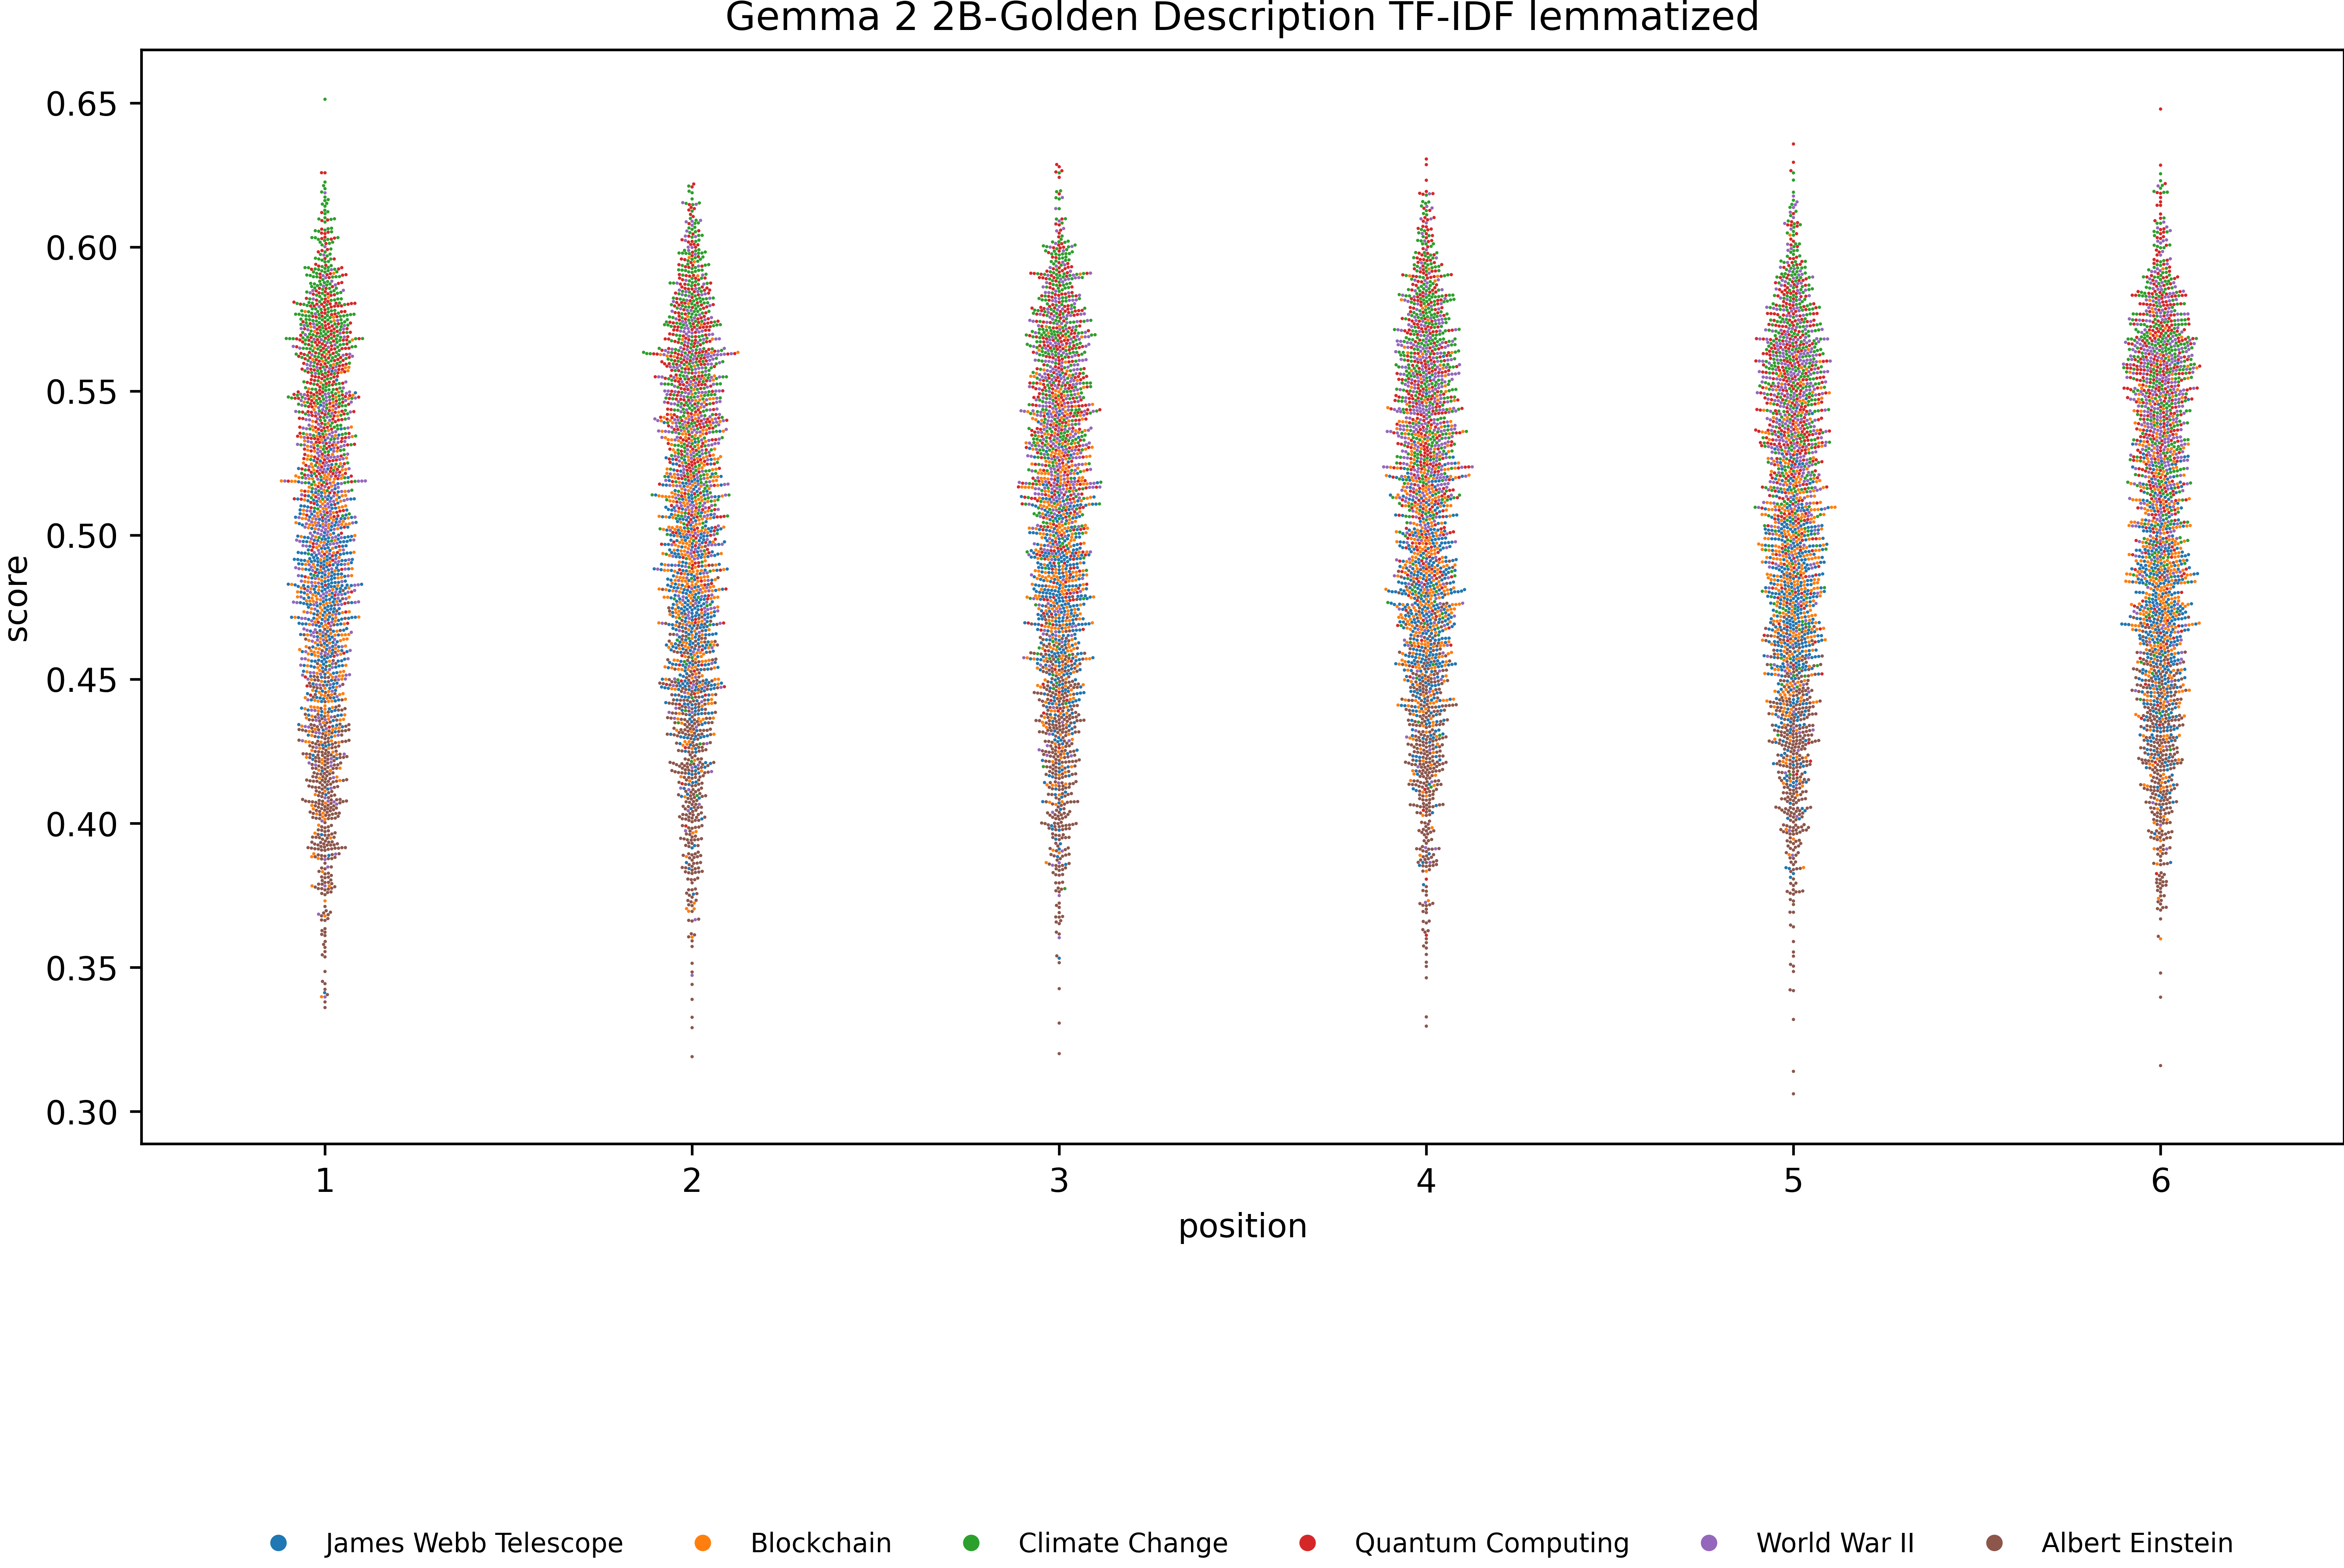 Gemma 2 2B-Golden Description TF-IDF lemmatized
0.65
0.60
0.55
0.50
0.45
0.40
0.35
0.30
score
1 2 3 4 5 6
position
James Webb Telescope Blockchain Climate Change Quantum Computing World War II Albert Einstein